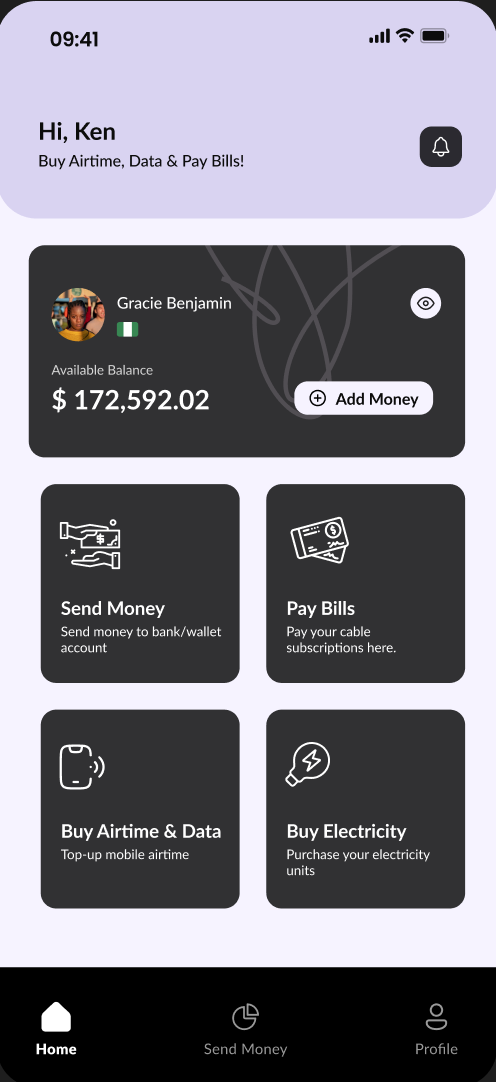 09:41
Hi, Ken
Buy Airtime, Data & Pay Bills!
Gracie Benjamin
Available Balance
$ 172,592.02
Add Money
Send Money
Send money to bank/wallet
account
Pay Bills
Pay your cable
subscriptions here.
Buy Airtime & Data
Top-up mobile airtime
Buy Electricity
Purchase your electricity
units
Home
Send Money
Profile